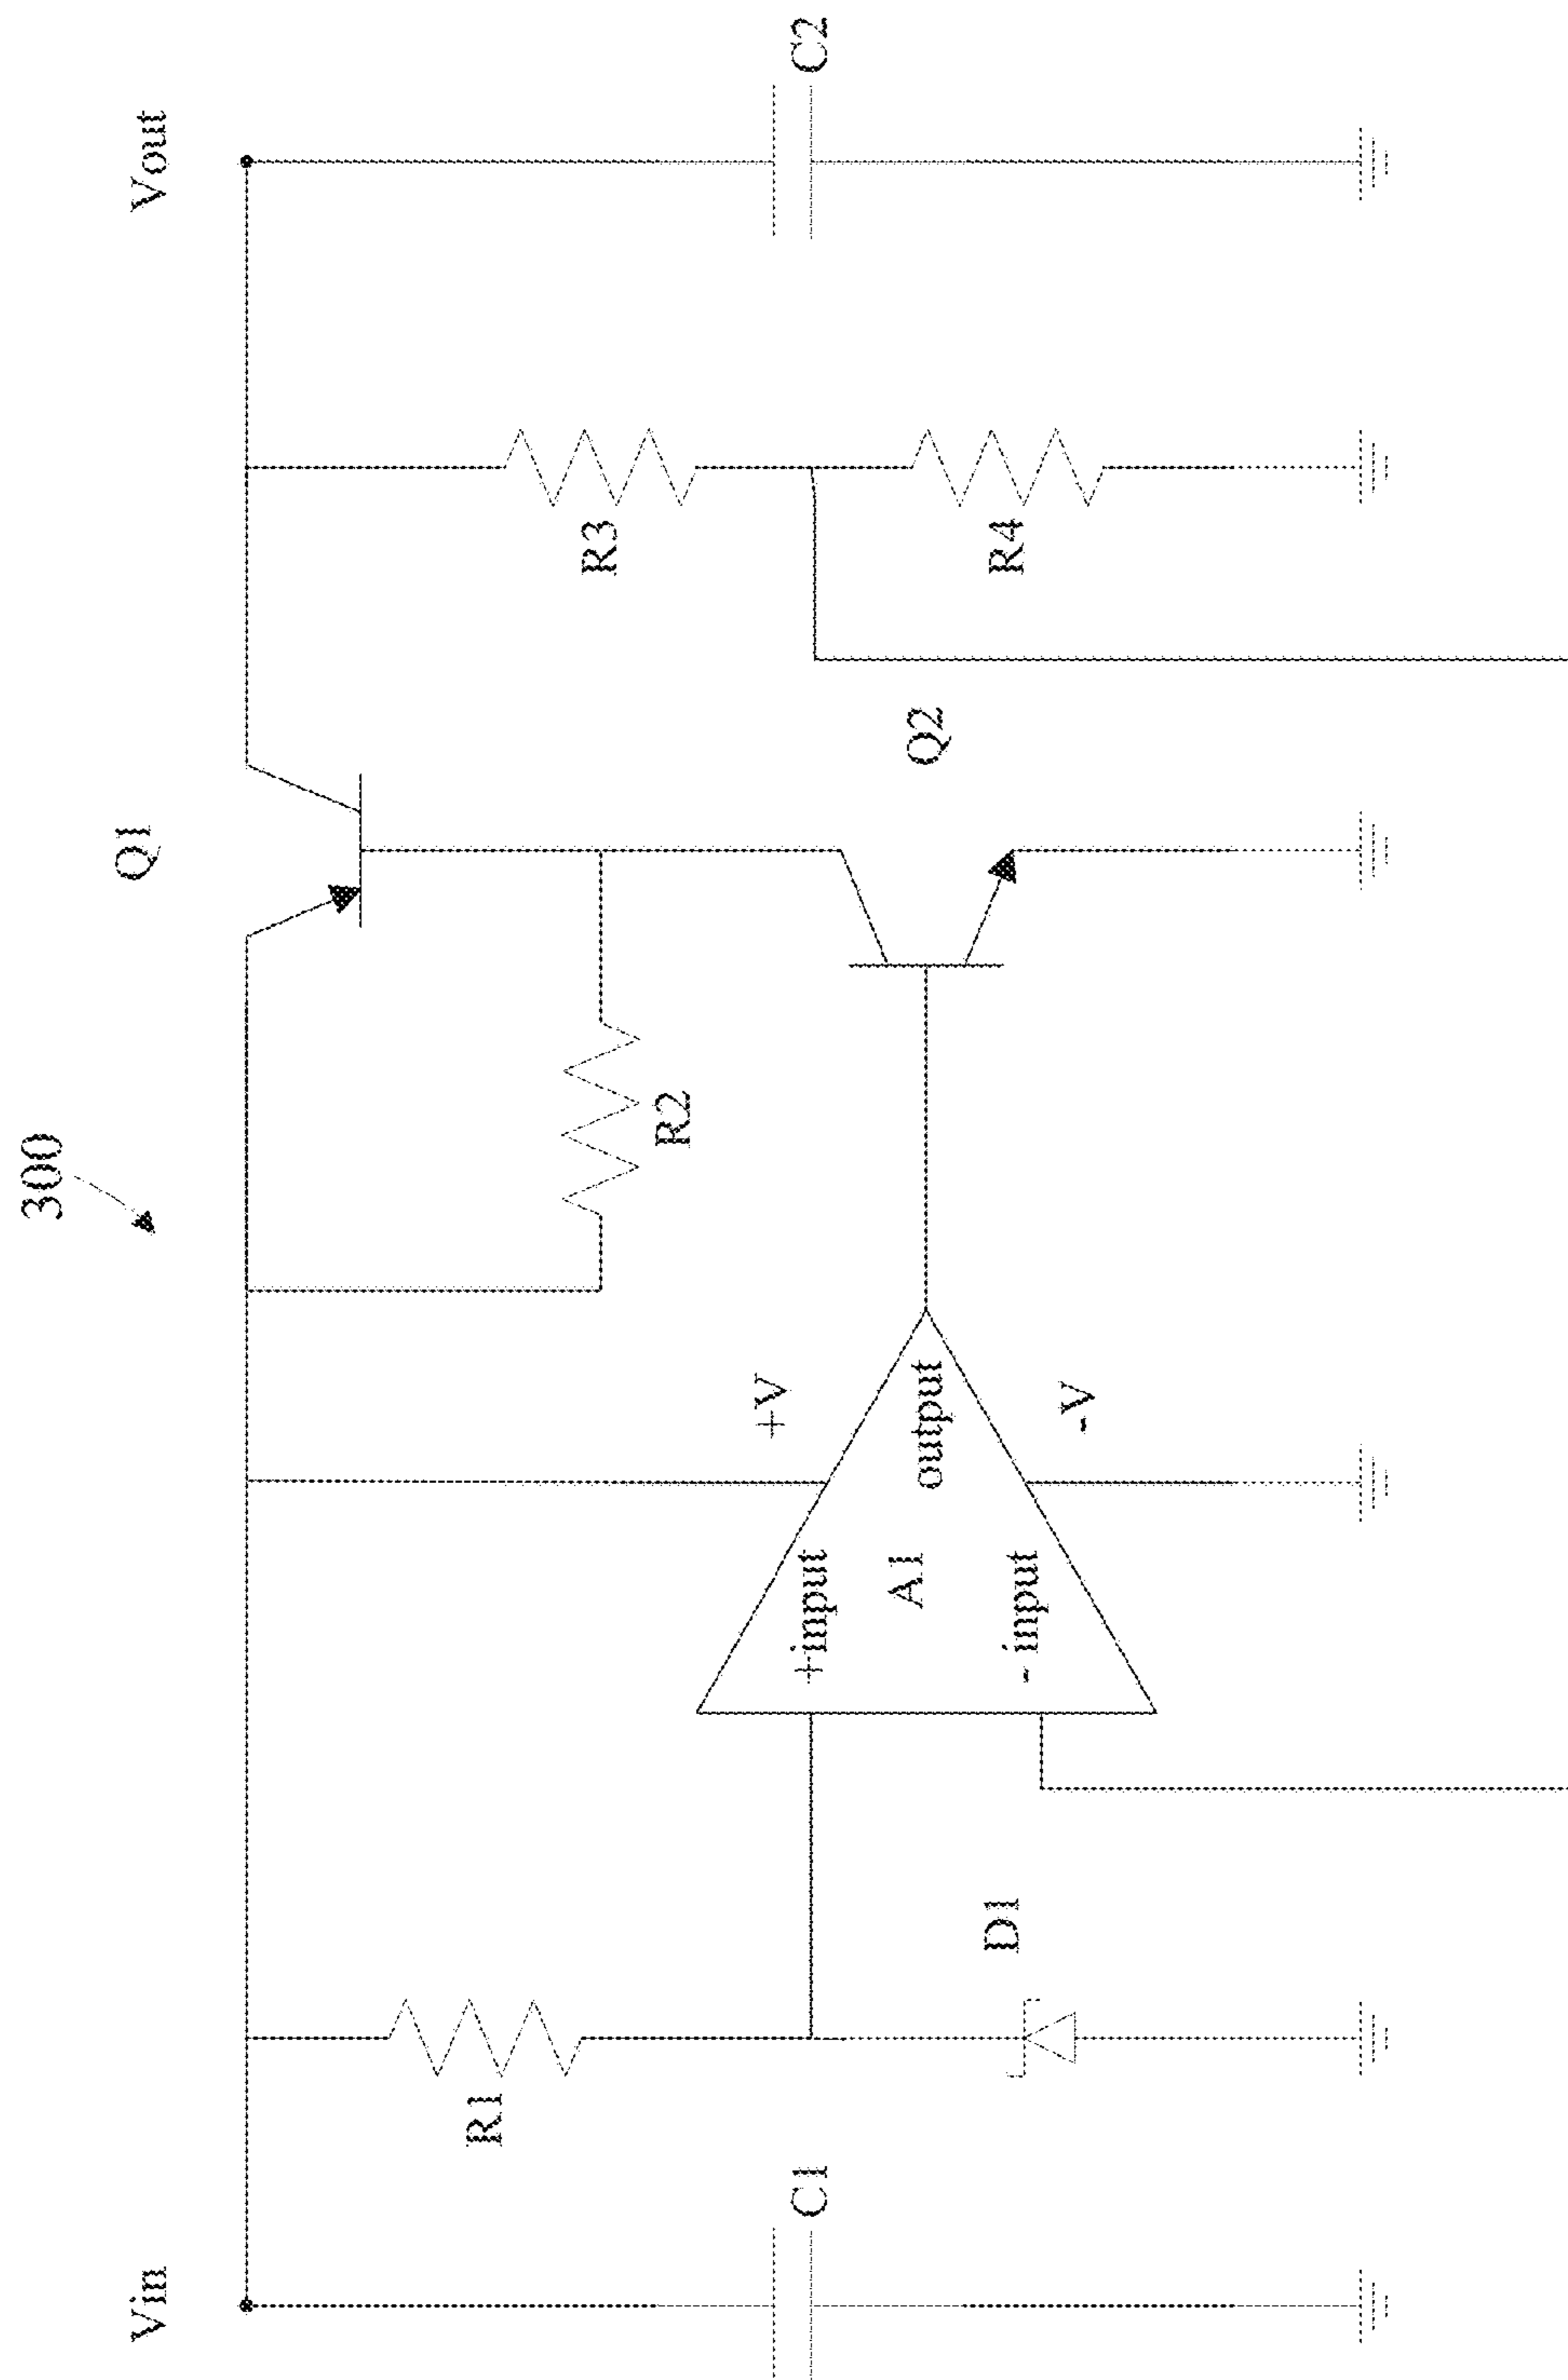 300
Vin
Q1
Vout
R1
R2
R3
C1
+input
+V
C2
A1
output
Q2
D1
- input
-V
R4